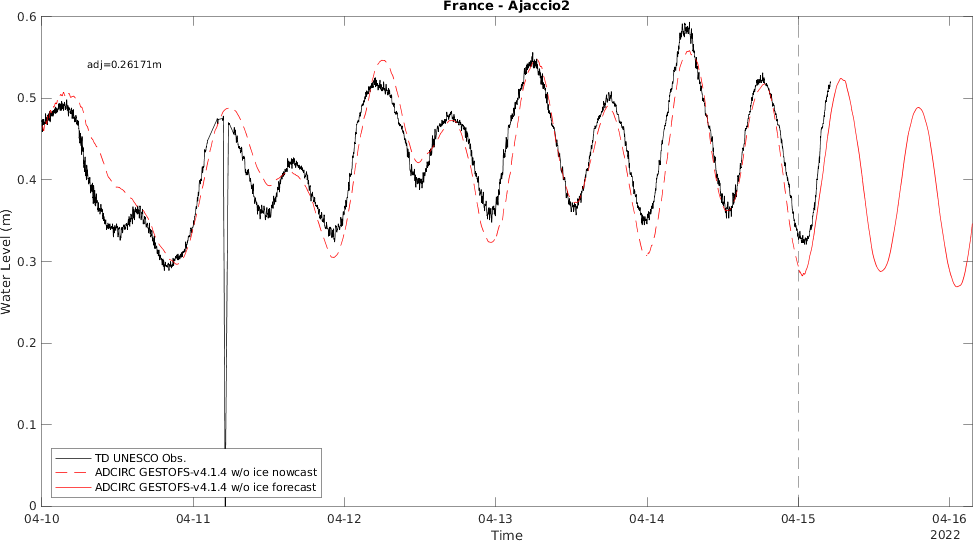 France - Ajaccio2
0.6
adj=0.26171m
0.5
0.4
0.3
0.2
0.1
0
Water Level (m)
TD UNESCO Obs.
ADCIRC GESTOFS-v4.1.4 w/o ice nowcast
ADCIRC GESTOFS-v4.1.4 w/o ice forecast
04-10 04-11 04-12 04-13 04-14 04-15 04-16
Time 2022